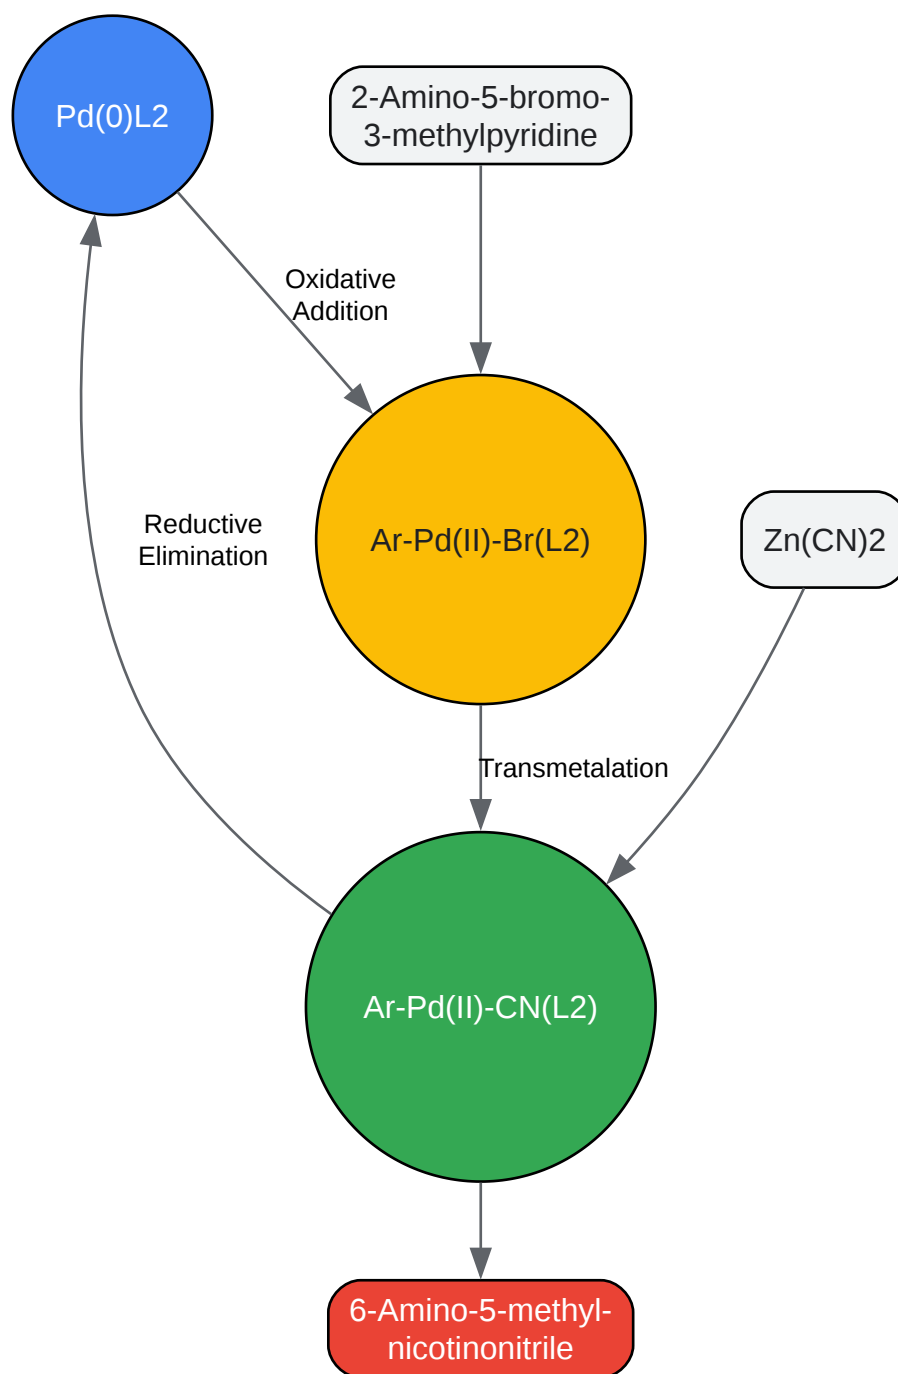 Pd(0)L2
2-Amino-5-bromo-
3-methylpyridine
Oxidative
Addition
Reductive
Elimination
Ar-Pd(II)-Br(L2)
Zn(CN)2
Transmetalation
Ar-Pd(II)-CN(L2)
6-Amino-5-methyl-
nicotinonitrile